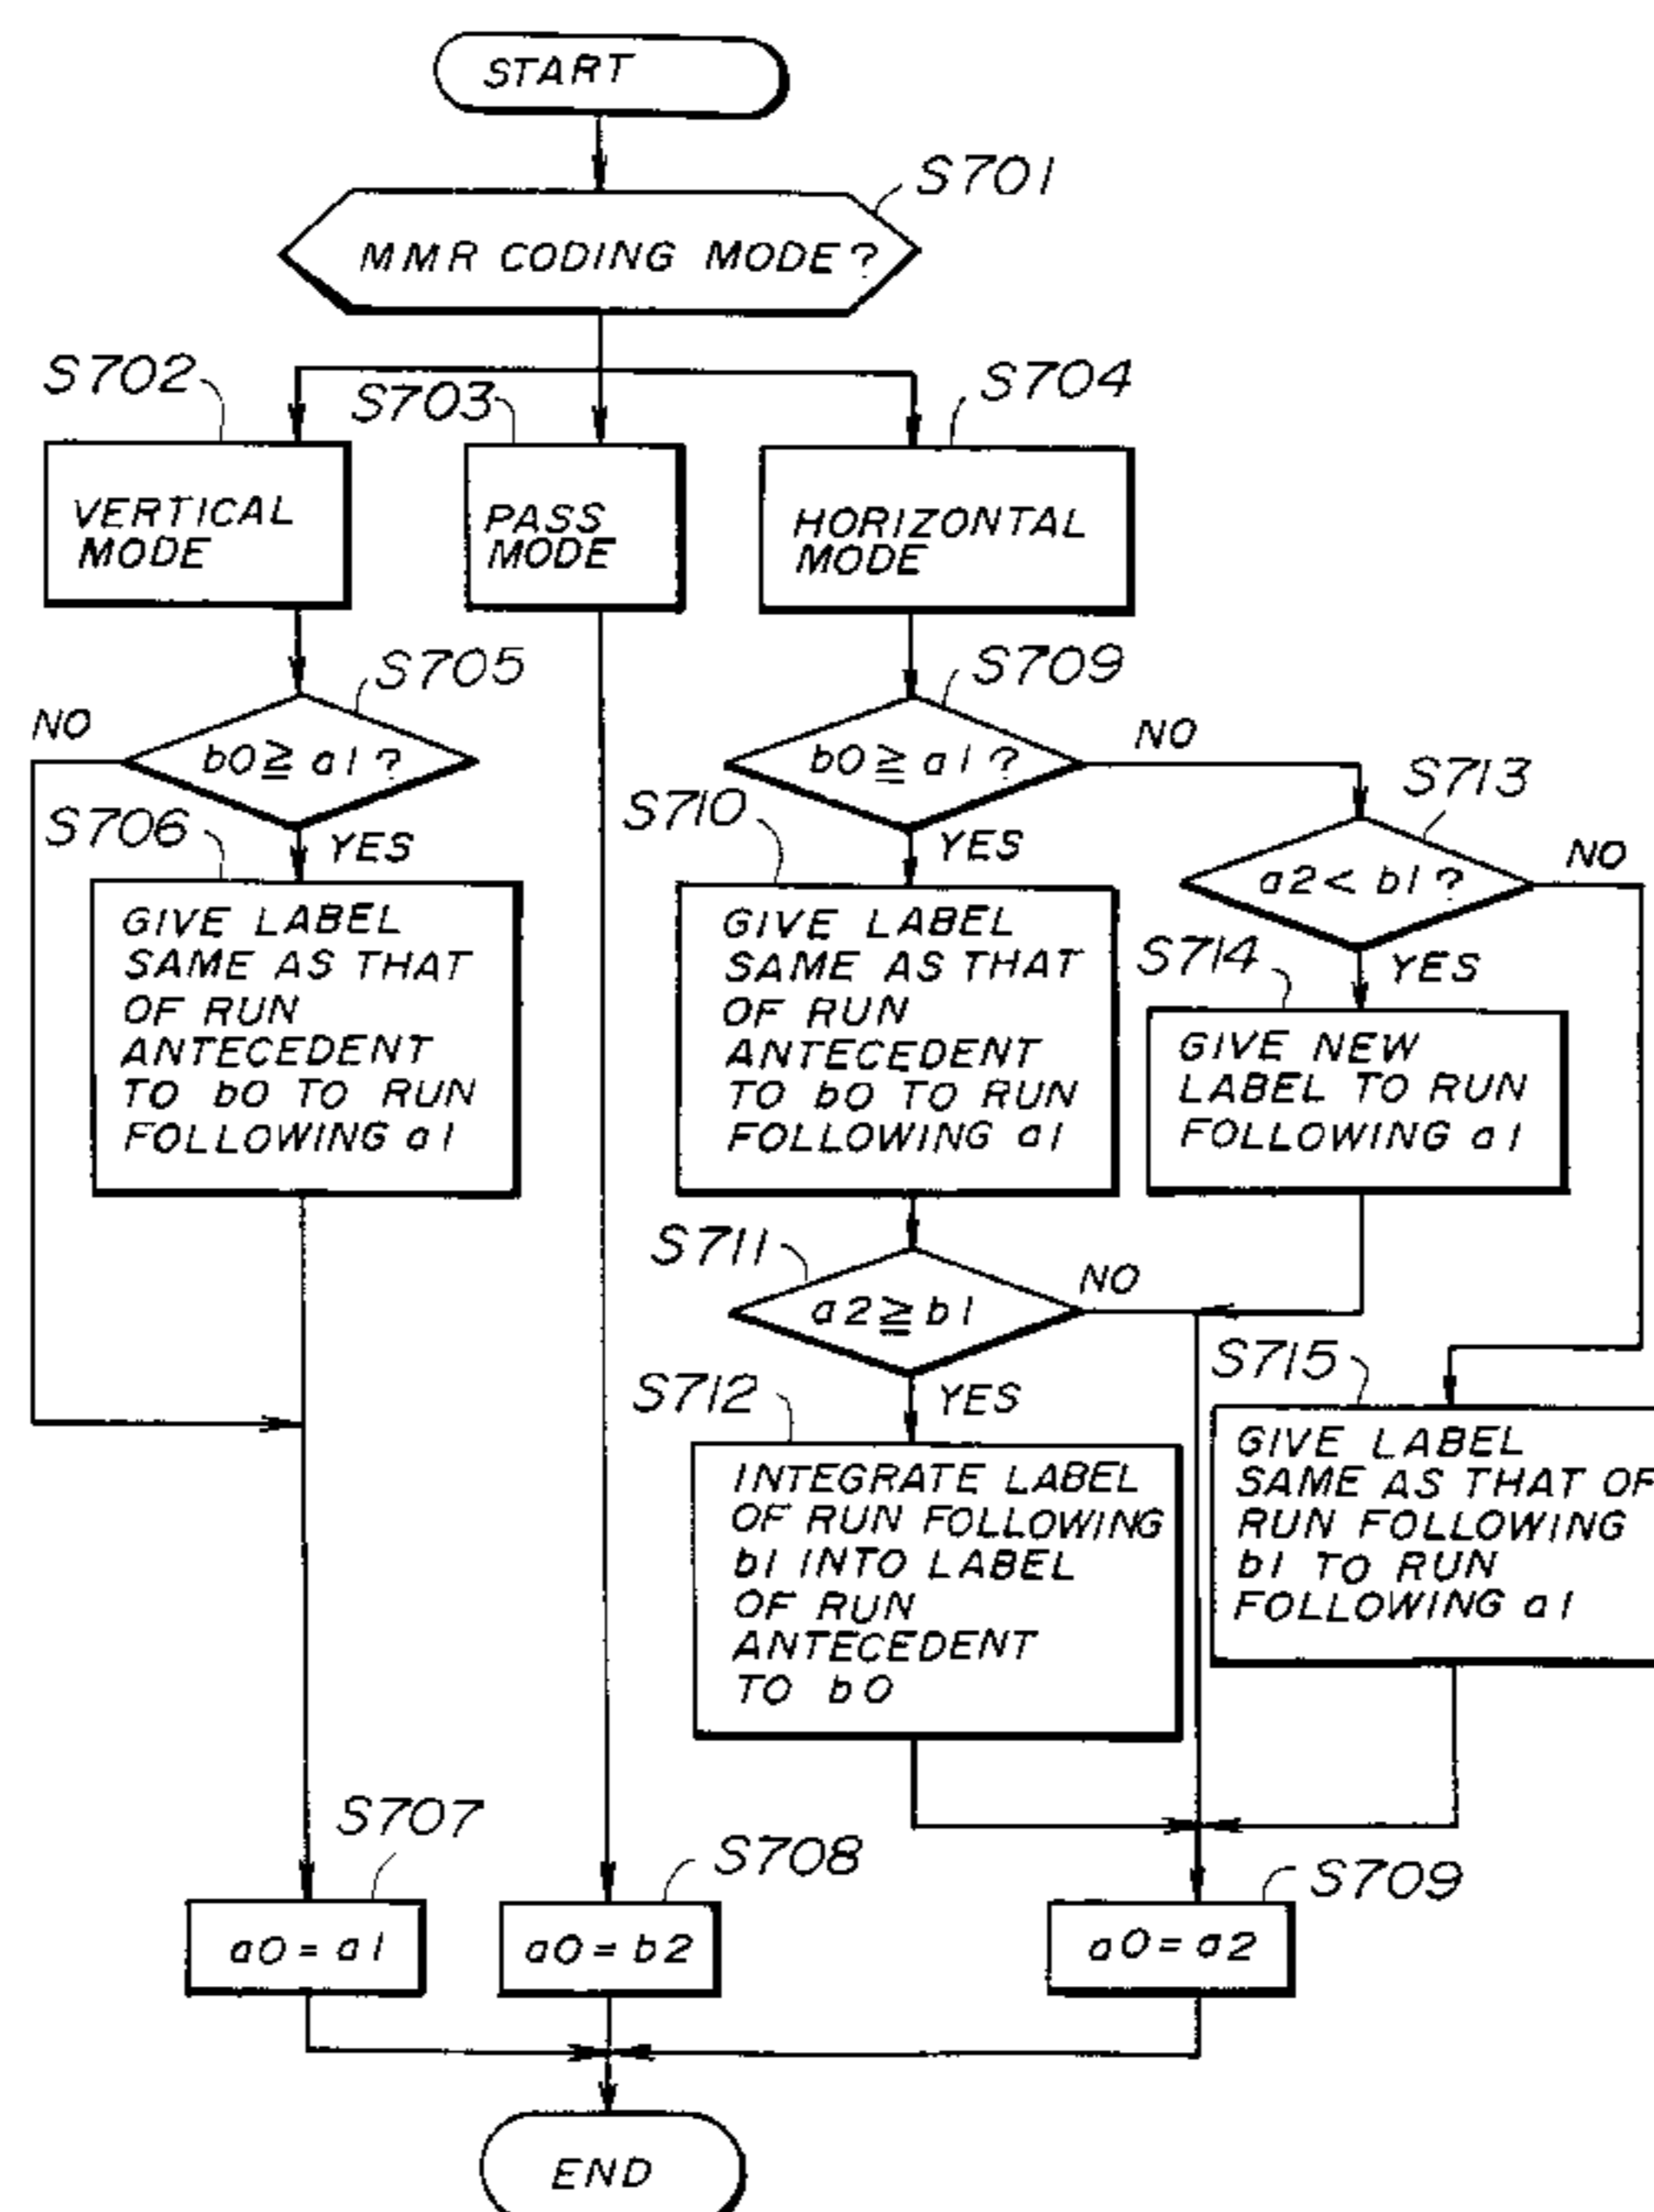 START
S701
MMR CODING MODE?
S702
S703
S704
VERTICAL
MODE
PASS
MODE
HORIZONTAL
MODE
S705
NO
b0≧a1?
YES
S706
GIVE LABEL
SAME AS THAT
OF RUN
ANTECEDENT
TO b0 TO RUN
FOLLOWING a1
S709
b0≧a1?
NO
YES
S710
GIVE LABEL
SAME AS THAT
OF RUN
ANTECEDENT
TO b0 TO RUN
FOLLOWING a1
S713
a2<b1?
NO
YES
S714
GIVE NEW
LABEL TO RUN
FOLLOWING a1
S711
a2≧b1
NO
YES
S712
INTEGRATE LABEL
OF RUN FOLLOWING
b1 INTO LABEL
OF RUN
ANTECEDENT
TO b0
S715
GIVE LABEL
SAME AS THAT OF
RUN FOLLOWING
b1 TO RUN
FOLLOWING a1
S707
a0=a1
S708
a0=b2
S709
a0=a2
END